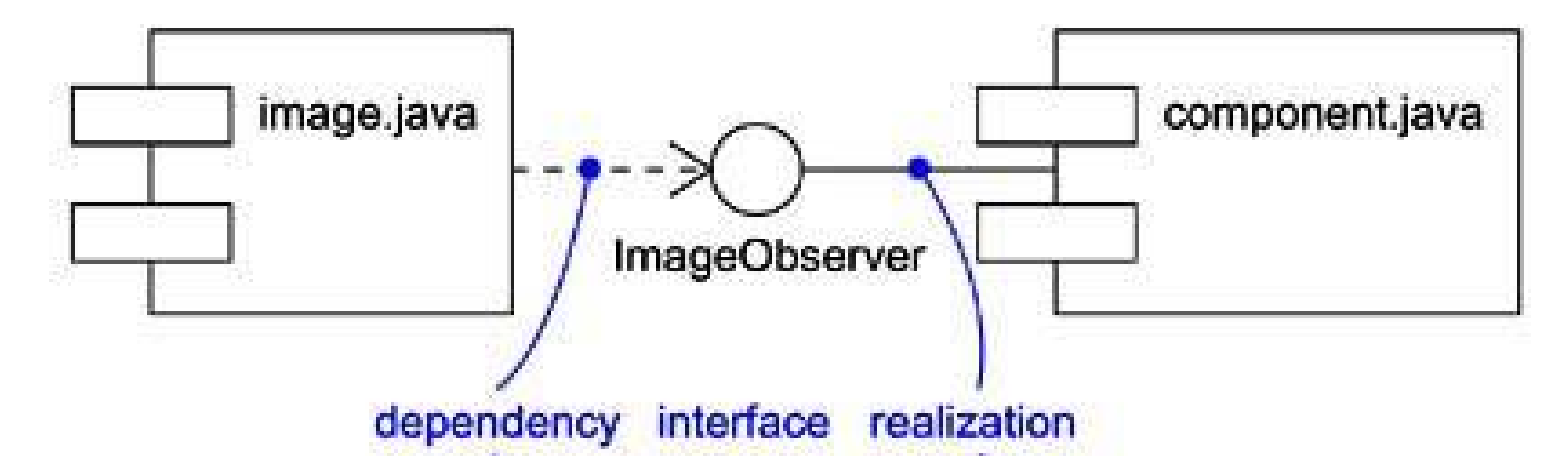 image.java
component.java
ImageObserver
dependency interface realization